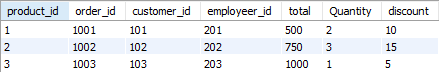 product_id order_id customer_id employeer_id total Quantity discount
1 1001 101 201 500 2 10
2 1002 102 202 750 3 15
3 1003 103 203 1000 1 5